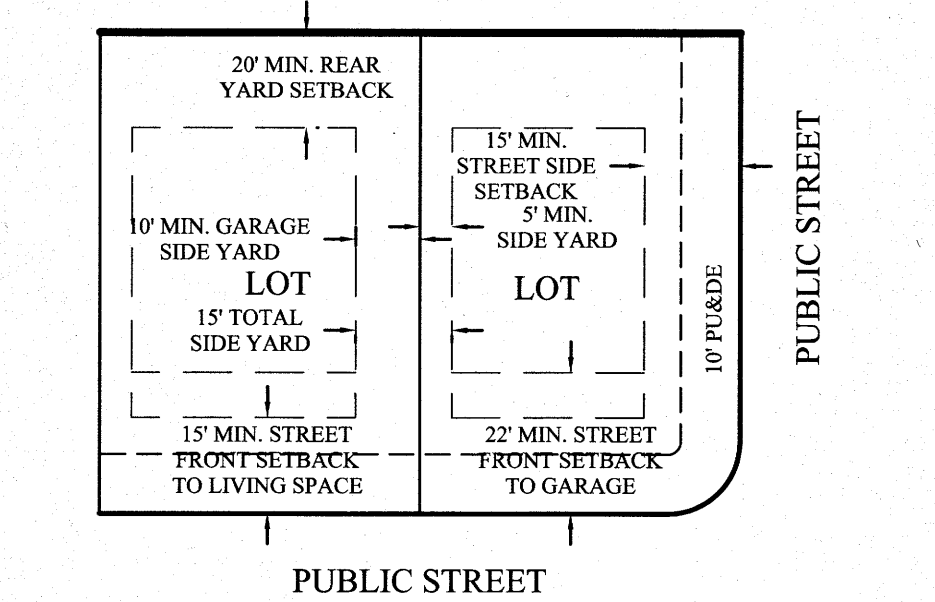 20' MIN. REAR
YARD SETBACK
15' MIN.
STREET SIDE
SETBACK
10' MIN. GARAGE
SIDE YARD
5' MIN.
SIDE YARD
LOT
LOT
15' TOTAL
SIDE YARD
10' PU&DE
PUBLIC STREET
15' MIN. STREET
FRONT SETBACK
TO LIVING SPACE
22' MIN. STREET
FRONT SETBACK
TO GARAGE
PUBLIC STREET